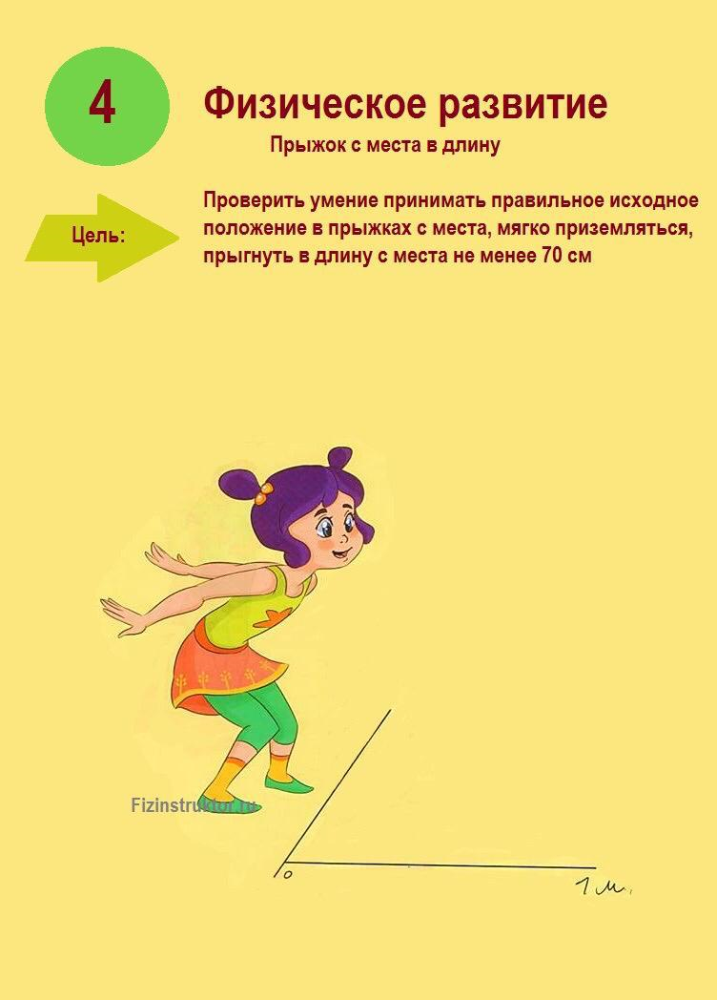 4
Физическое развитие
Прыжок с места в длину
Цель:
Проверить умение принимать правильное исходное
положение в прыжках с места, мягко приземляться,
прыгнуть в длину с места не менее 70 см
Fizinstruktor.ru
0
1 м.